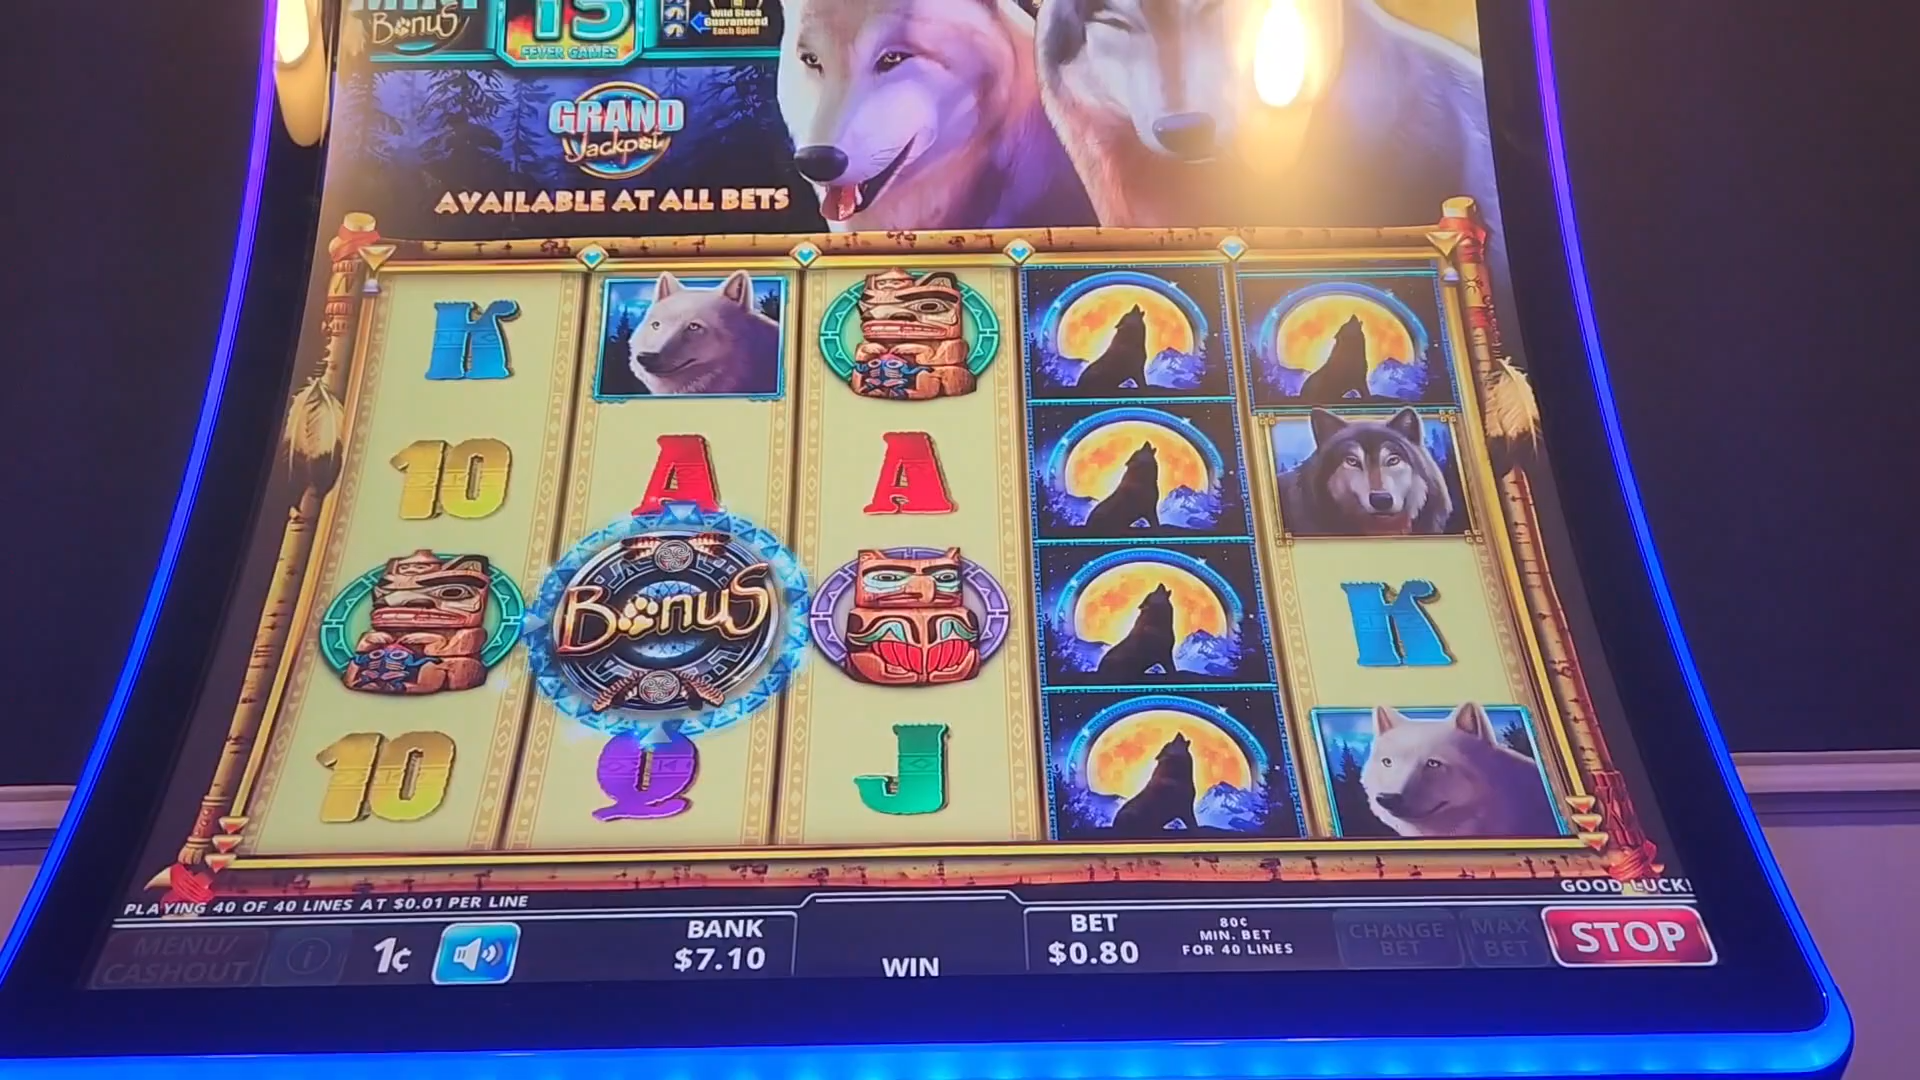 Bonus
15
FEVER GAMES
Wild Stack
Guaranteed
Each Spin!
GRAND
Jackpot
AVAILABLE AT ALL BETS
K
10
A
A
Bonus
K
10
Q
J
GOOD LUCK!
PLAYING 40 OF 40 LINES AT $0.01 PER LINE
MENU/
CASHOUT
i
1¢
BANK
$7.10
WIN
BET
$0.80
80¢
MIN. BET
FOR 40 LINES
CHANGE
BET
MAX
BET
STOP